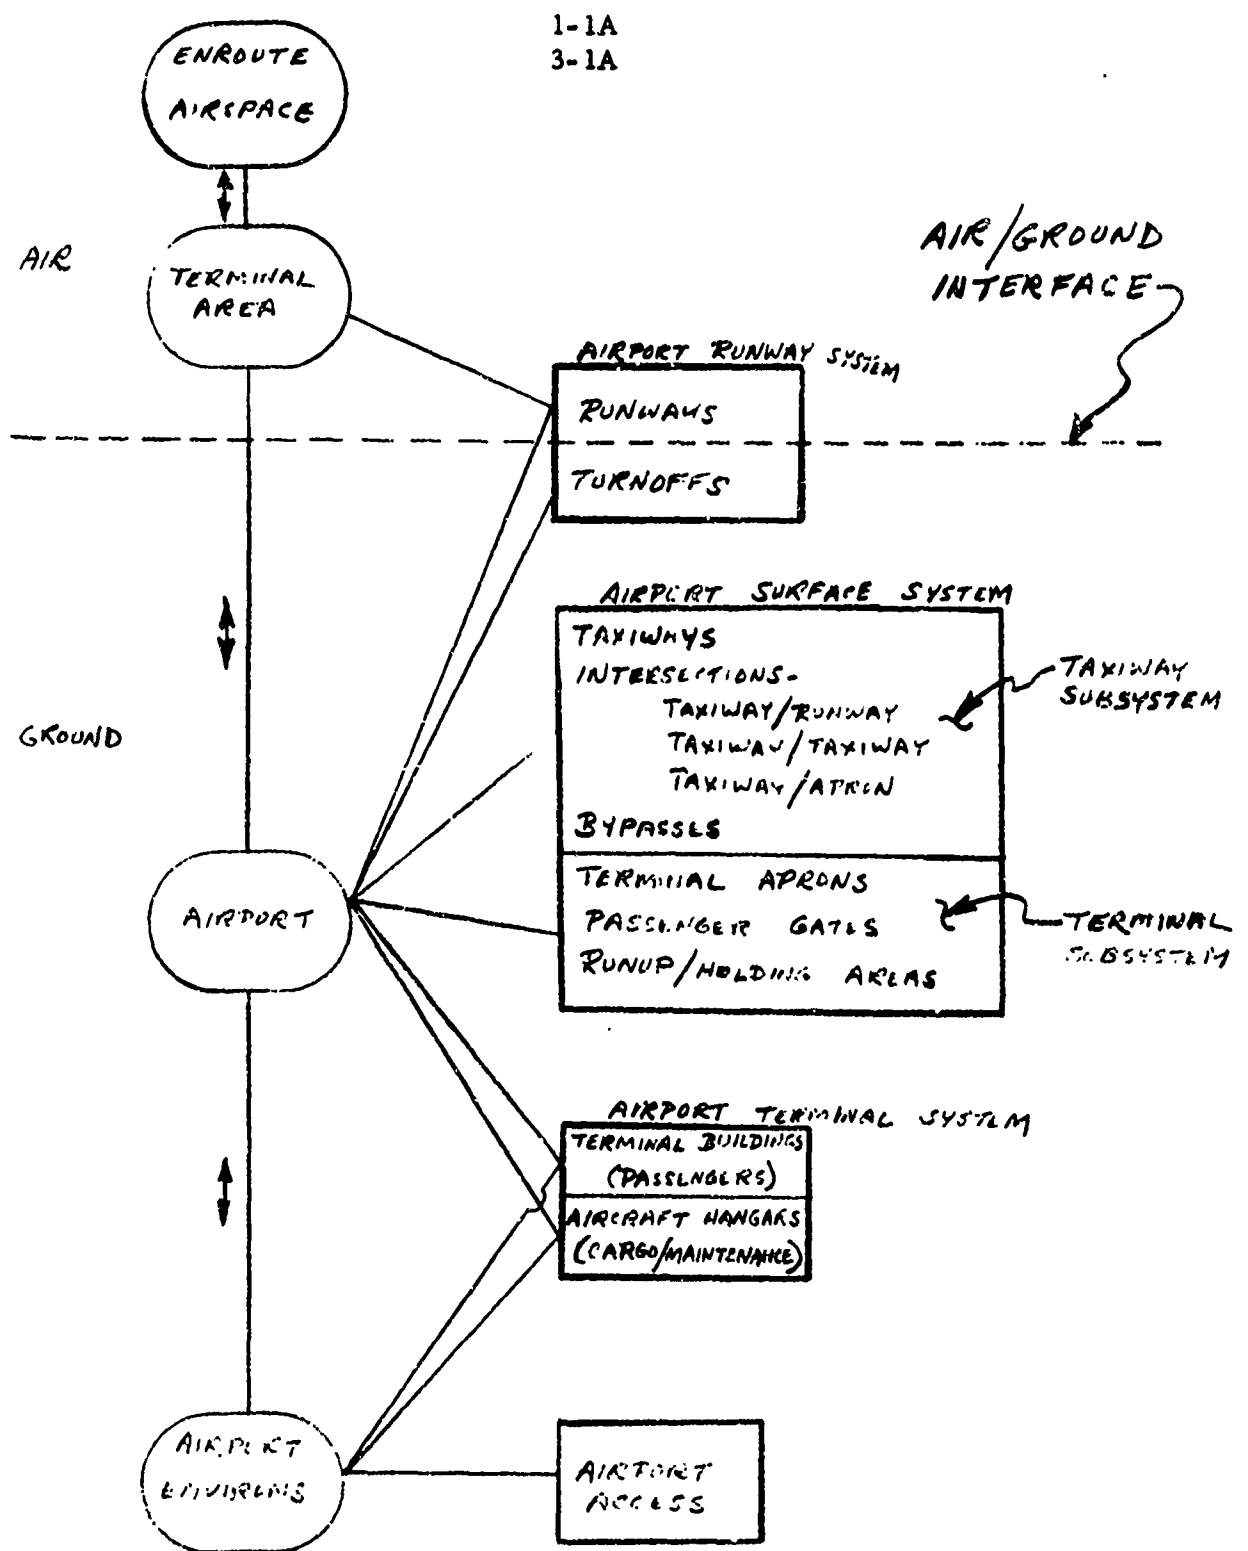 1-1A
3-1A
ENROUTE
AIRSPACE
AIR
TERMINAL
AREA
AIR/GROUND
INTERFACE
AIRPORT RUNWAY SYSTEM
RUNWAYS
TURNOFFS
AIRPORT SURFACE SYSTEM
TAXIWAYS
INTERSECTIONS-
TAXIWAY/RUNWAY
TAXIWAY/TAXIWAY
TAXIWAY/APRON
BYPASSES
TAXIWAY
SUBSYSTEM
GROUND
TERMINAL APRONS
PASSENGER GATES
RUNUP/HOLDING AREAS
TERMINAL
SUBSYSTEM
AIRPORT
AIRPORT TERMINAL SYSTEM
TERMINAL BUILDINGS
(PASSENGERS)
AIRCRAFT HANGARS
(CARGO/MAINTENANCE)
AIRPORT
ENVIRONS
AIRPORT
ACCESS